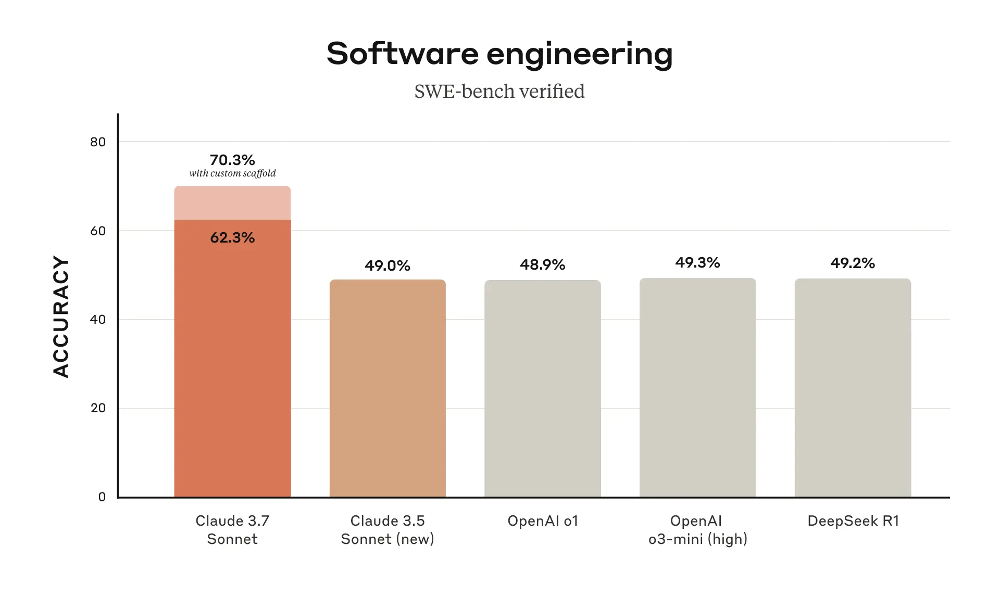 Software engineering
SWE-bench verified
ACCURACY
80
60
40
20
0
70.3%
with custom scaffold
62.3%
49.0%
48.9%
49.3%
49.2%
Claude 3.7
Sonnet
Claude 3.5
Sonnet (new)
OpenAI o1
OpenAI
o3-mini (high)
DeepSeek R1